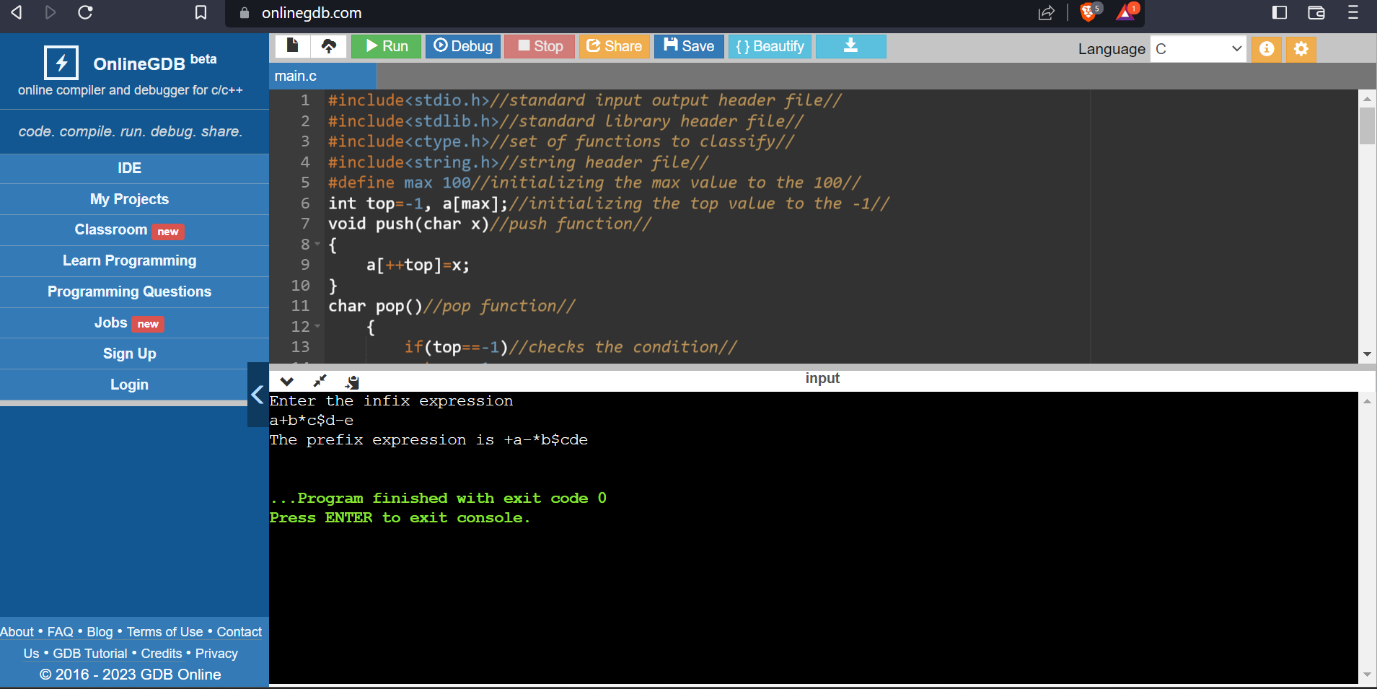 onlinegdb.com
5
1
OnlineGDB beta
online compiler and debugger for c/c++
code. compile. run. debug. share.
IDE
My Projects
Classroom new
Learn Programming
Programming Questions
Jobs new
Sign Up
Login
About • FAQ • Blog • Terms of Use • Contact
Us • GDB Tutorial • Credits • Privacy
© 2016 - 2023 GDB Online
Run Debug Stop Share Save { } Beautify
Language C
main.c
1 #include<stdio.h>//standard input output header file//
2 #include<stdlib.h>//standard library header file//
3 #include<ctype.h>//set of functions to classify//
4 #include<string.h>//string header file//
5 #define max 100//initializing the max value to the 100//
6 int top=-1, a[max];//initializing the top value to the -1//
7 void push(char x)//push function//
8 {
9 a[++top]=x;
10 }
11 char pop()//pop function//
12 {
13 if(top==-1)//checks the condition//
input
Enter the infix expression
a+b*c$d-e
The prefix expression is +a-*b$cde
...Program finished with exit code 0
Press ENTER to exit console.